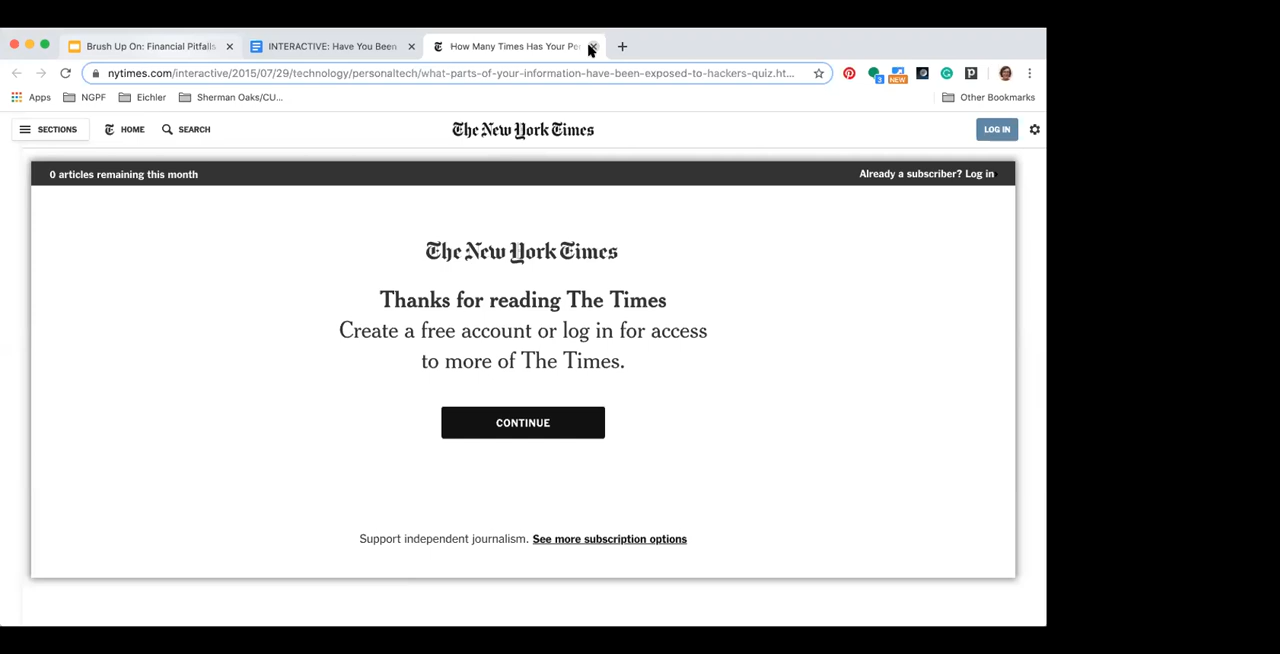 Brush Up On: Financial Pitfalls
INTERACTIVE: Have You Been
How Many Times Has Your Per
nytimes.com/interactive/2015/07/29/technology/personaltech/what-parts-of-your-information-have-been-exposed-to-hackers-quiz.ht...
3
NEW
Apps NGPF Eichler Sherman Oaks/CU... Other Bookmarks
SECTIONS HOME SEARCH The New York Times LOG IN
0 articles remaining this month Already a subscriber? Log in
The New York Times
Thanks for reading The Times
Create a free account or log in for access
to more of The Times.
CONTINUE
Support independent journalism. See more subscription options